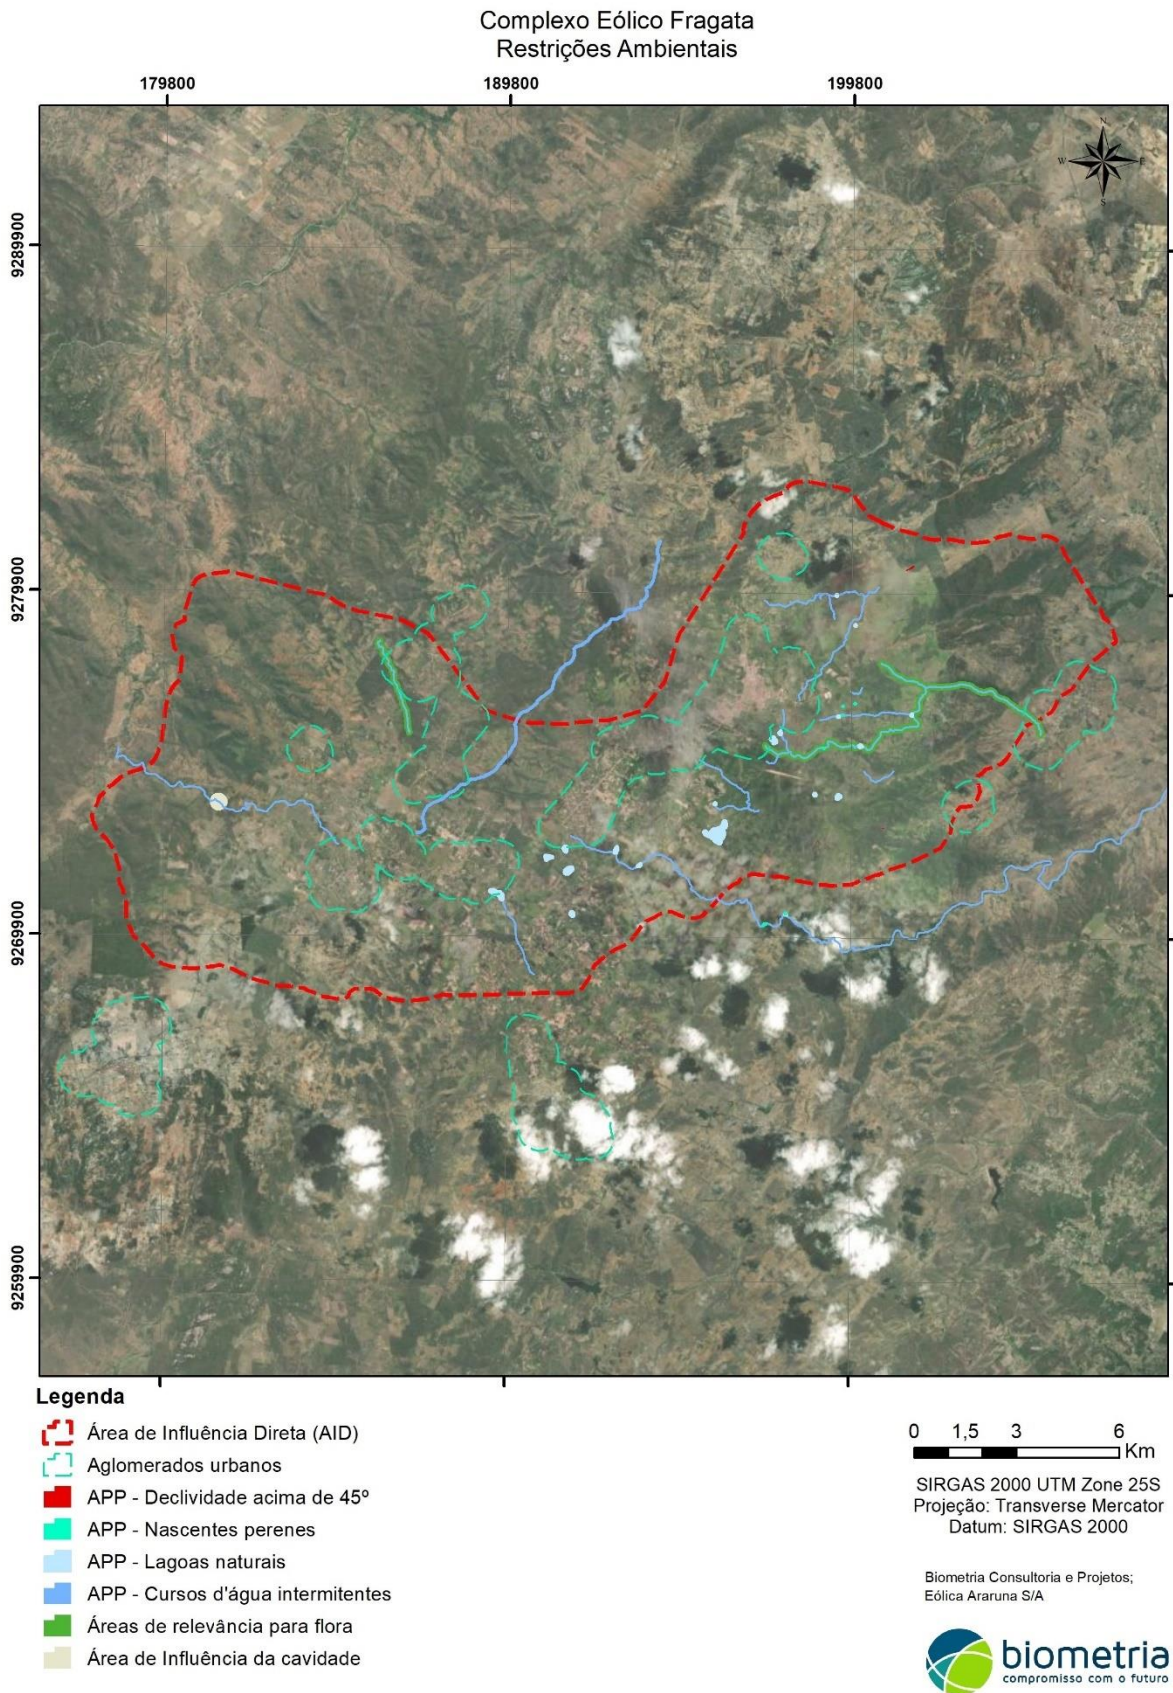 Complexo Eólico Fragata
Restrições Ambientais
179800
189800
199800
N
W
E
S
9289900
9279900
9269900
9259900
Legenda
Área de Influência Direta (AID)
Aglomerados urbanos
APP - Declividade acima de 45º
APP - Nascentes perenes
APP - Lagoas naturais
APP - Cursos d'água intermitentes
Áreas de relevância para flora
Área de Influência da cavidade
0 1,5 3 6
Km
SIRGAS 2000 UTM Zone 25S
Projeção: Transverse Mercator
Datum: SIRGAS 2000
Biometria Consultoria e Projetos;
Eólica Araruna S/A
biometria
compromisso com o futuro